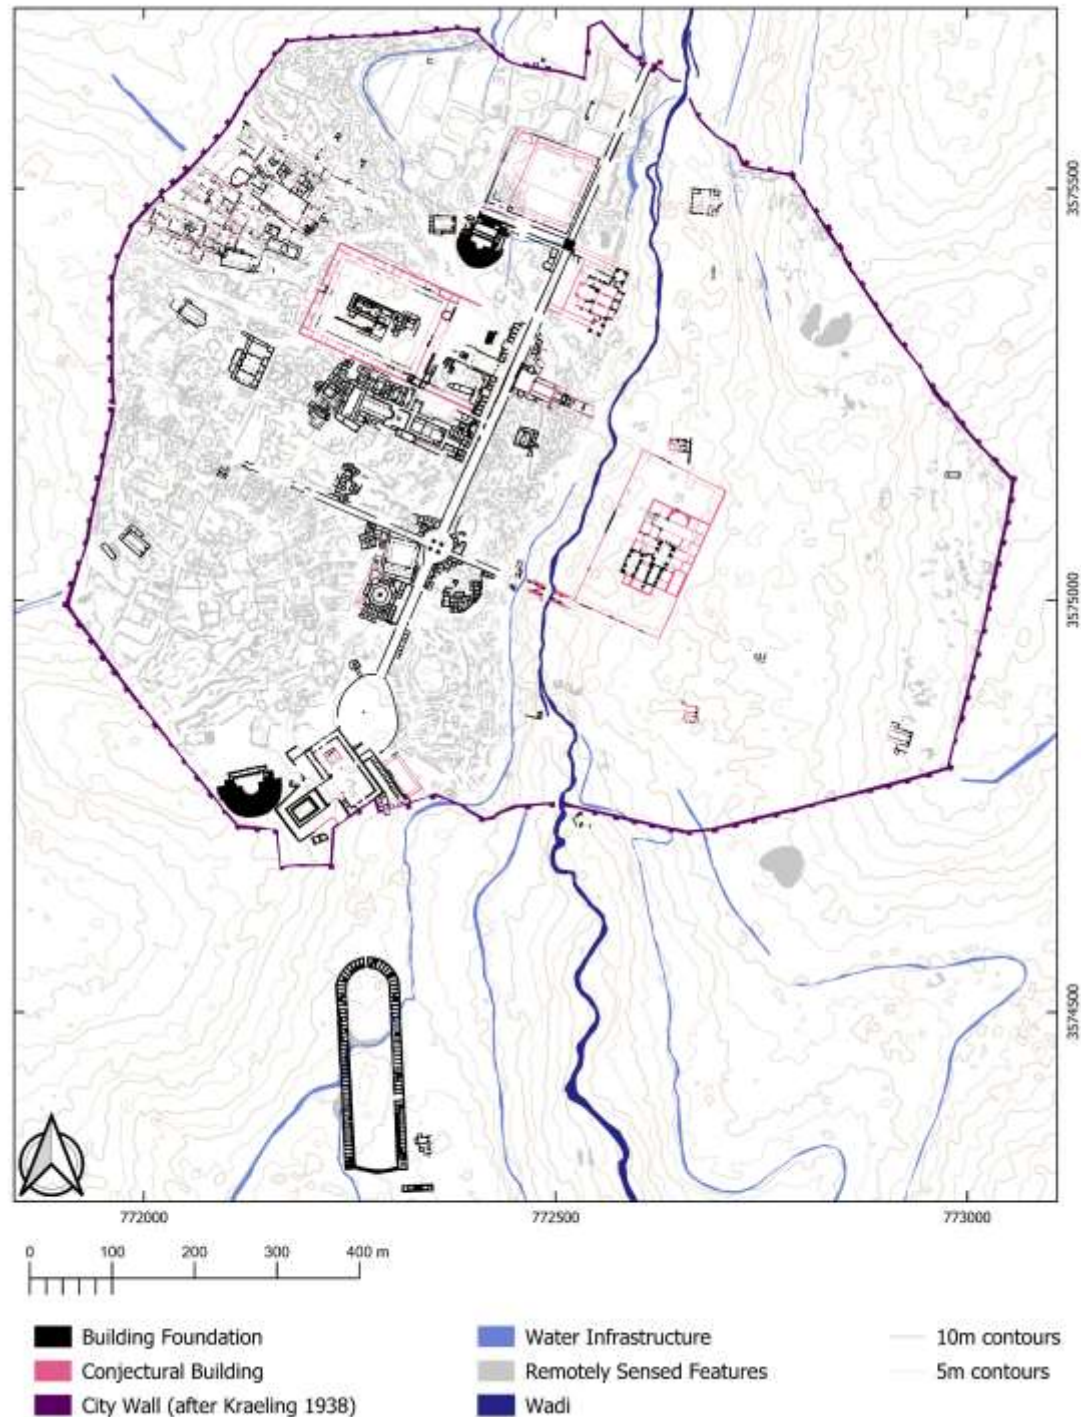 3575500
3575000
3574500
772000
772500
773000
0 100 200 300 400 m
Building Foundation
Conjectural Building
City Wall (after Kraeling 1938)
Water Infrastructure
Remotely Sensed Features
Wadi
10m contours
5m contours